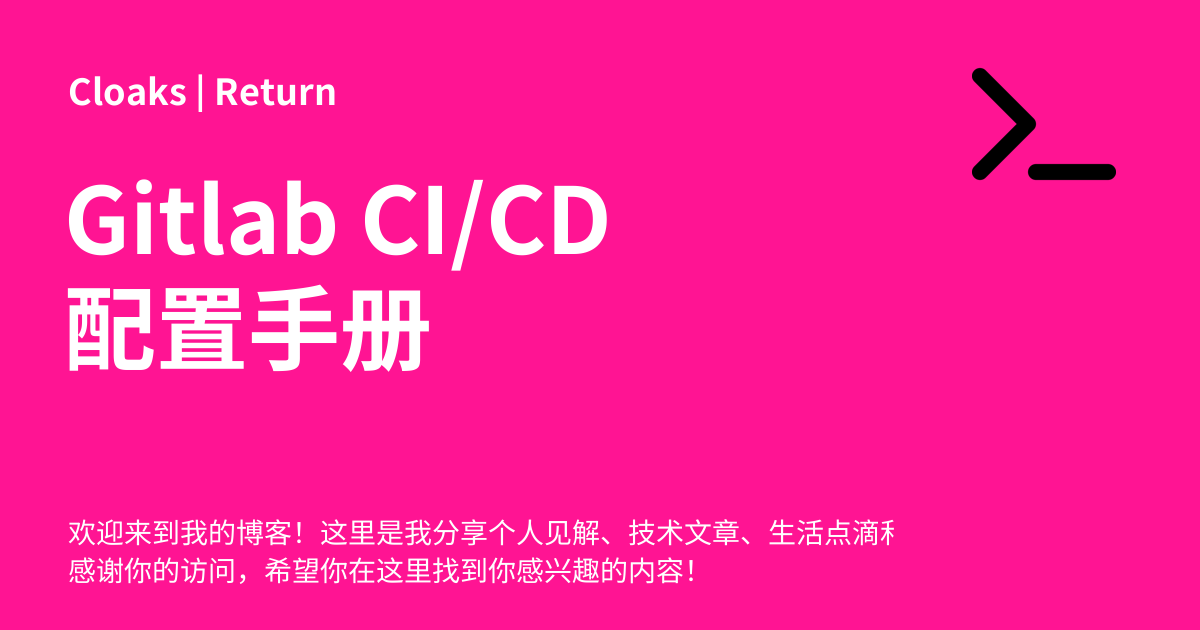 Cloaks | Return
Gitlab CI/CD
配置手册
欢迎来到我的博客！这里是我分享个人见解、技术文章、生活点滴
感谢你的访问，希望你在这里找到你感兴趣的内容！